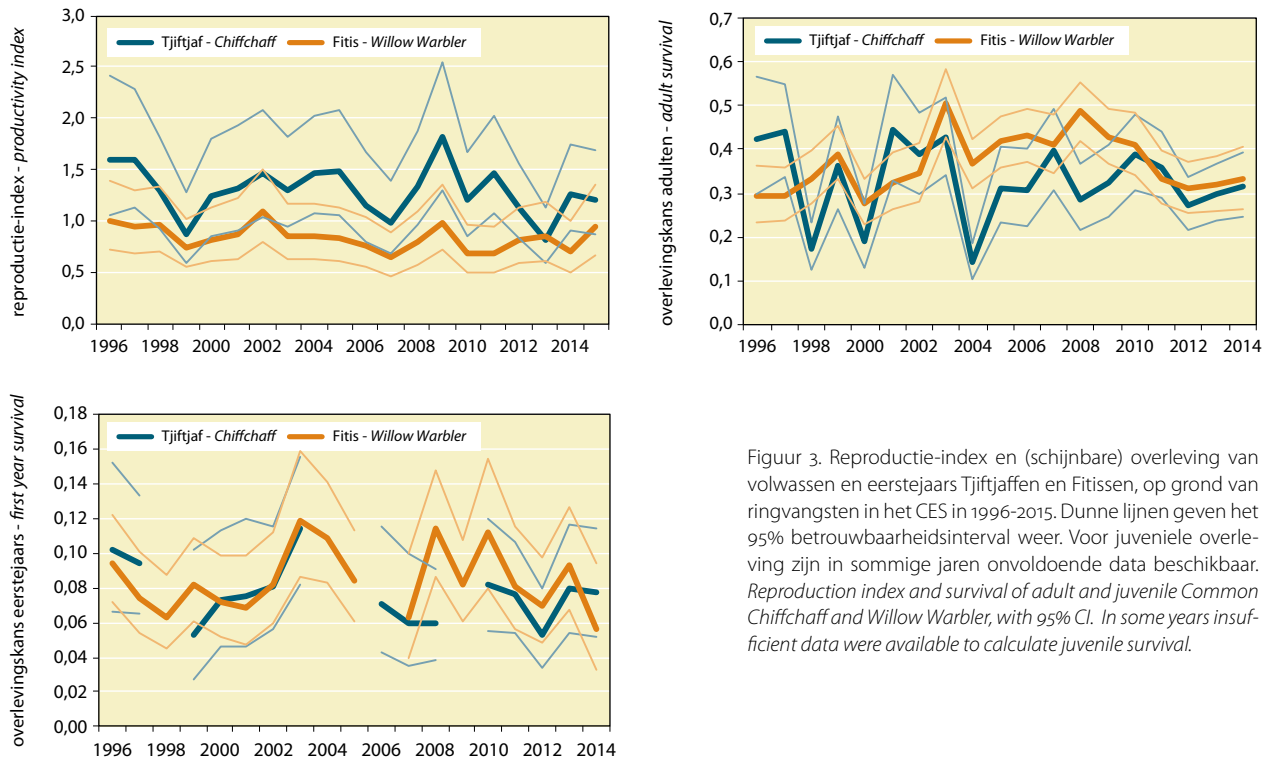 reproductie-index - productivity index
3,0
2,5
2,0
1,5
1,0
0,5
0,0
Tjiftjaf - Chiffchaff Fitis - Willow Warbler
1996 1998 2000 2002 2004 2006 2008 2010 2012 2014
overlevingskans adulten - adult survival
0,7
0,6
0,5
0,4
0,3
0,2
0,1
0,0
Tjiftjaf - Chiffchaff Fitis - Willow Warbler
1996 1998 2000 2002 2004 2006 2008 2010 2012 2014
overlevingskans eerstejaars - first year survival
0,18
0,16
0,14
0,12
0,10
0,08
0,06
0,04
0,02
0,00
Tjiftjaf - Chiffchaff Fitis - Willow Warbler
1996 1998 2000 2002 2004 2006 2008 2010 2012 2014
Figuur 3. Reproductie-index en (schijnbare) overleving van
volwassen en eerstejaars Tjiftjaffen en Fitissen, op grond van
ringvangsten in het CES in 1996-2015. Dunne lijnen geven het
95% betrouwbaarheidsinterval weer. Voor juveniele overle-
ving zijn in sommige jaren onvoldoende data beschikbaar.
Reproduction index and survival of adult and juvenile Common
Chiffchaff and Willow Warbler, with 95% CI. In some years insuf-
ficient data were available to calculate juvenile survival.